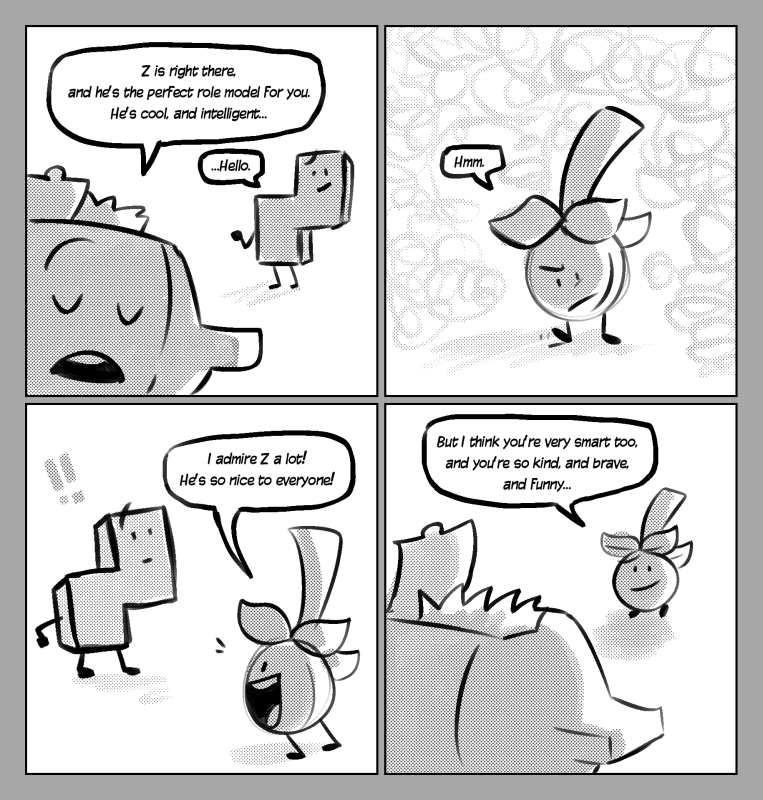 Z is right there,
and he's the perfect role model for you.
He's cool, and intelligent...
...Hello.
Hmm.
!!
I admire Z a lot!
He's so nice to everyone!
But I think you're very smart too,
and you're so kind, and brave,
and funny...